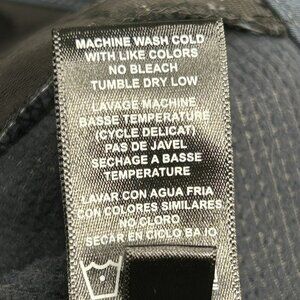 MACHINE WASH COLD
WITH LIKE COLORS
NO BLEACH
TUMBLE DRY LOW
LAVAGE MACHINE
BASSE TEMPERATURE
(CYCLE DELICAT)
PAS DE JAVEL
SECHAGE A BASSE
TEMPERATURE
LAVAR CON AGUA FRIA
CON COLORES SIMILARES
NO CLORO
SECAR EN CICLO BAJO